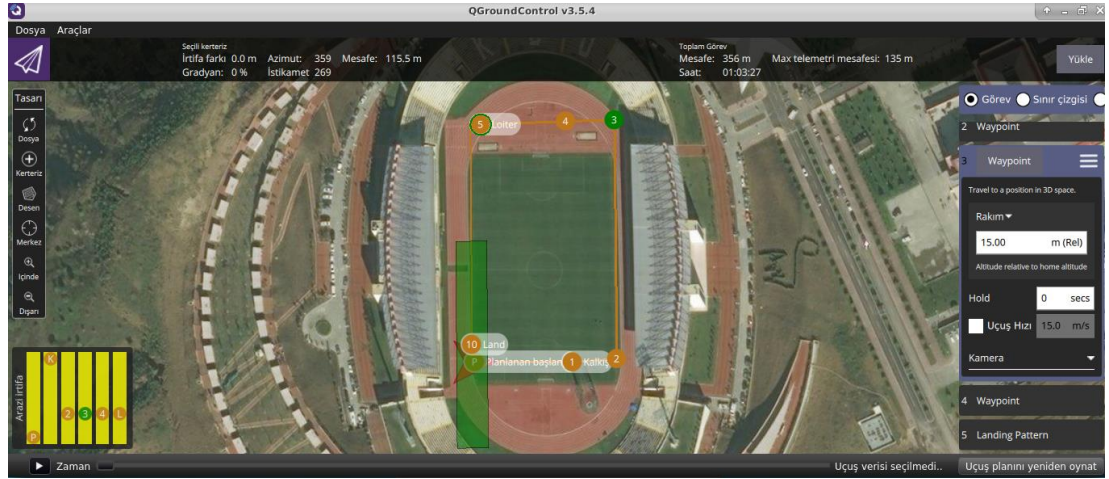 QGroundControl v3.5.4
Dosya Araçlar
Seçili kerteriz
İrtifa farkı 0.0 m Azimut: 359 Mesafe: 115.5 m
Gradyan: 0 % İstikamet 269
Toplam Görev
Mesafe: 356 m Max telemetri mesafesi: 135 m
Saat: 01:03:27
Yükle
Tasarı
Dosya
Kerteriz
Desen
Merkez
İçinde
Dışarı
5 Loiter
4
3
10 Land
P Planlanan başlan 1 Kalkış 2
Görev Sınır çizgisi
2 Waypoint
3 Waypoint
Travel to a position in 3D space.
Rakım
15.00 m (Rel)
Altitude relative to home altitude
Hold 0 secs
Uçuş Hızı 15.0 m/s
Kamera
4 Waypoint
5 Landing Pattern
Arazi irtifa
P K 2 3 4 L
Zaman
Uçuş verisi seçilmedi..
Uçuş planını yeniden oynat